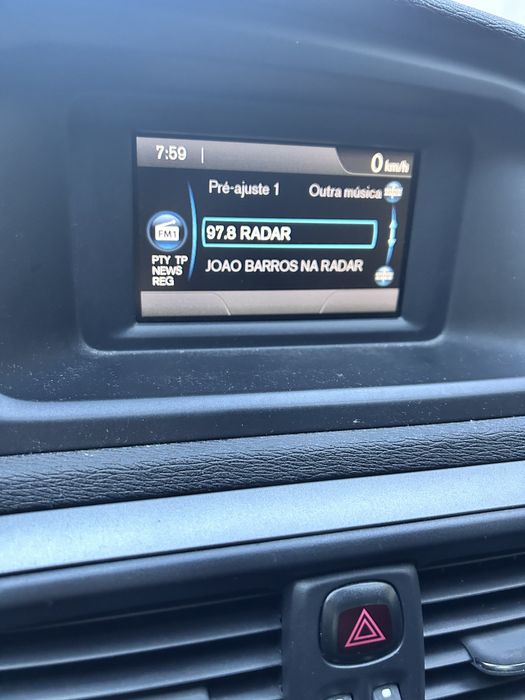 7:59
0 km/h
Pré-ajuste 1
Outra música
FM1
97.8 RADAR
PTY TP
NEWS
REG
JOAO BARROS NA RADAR